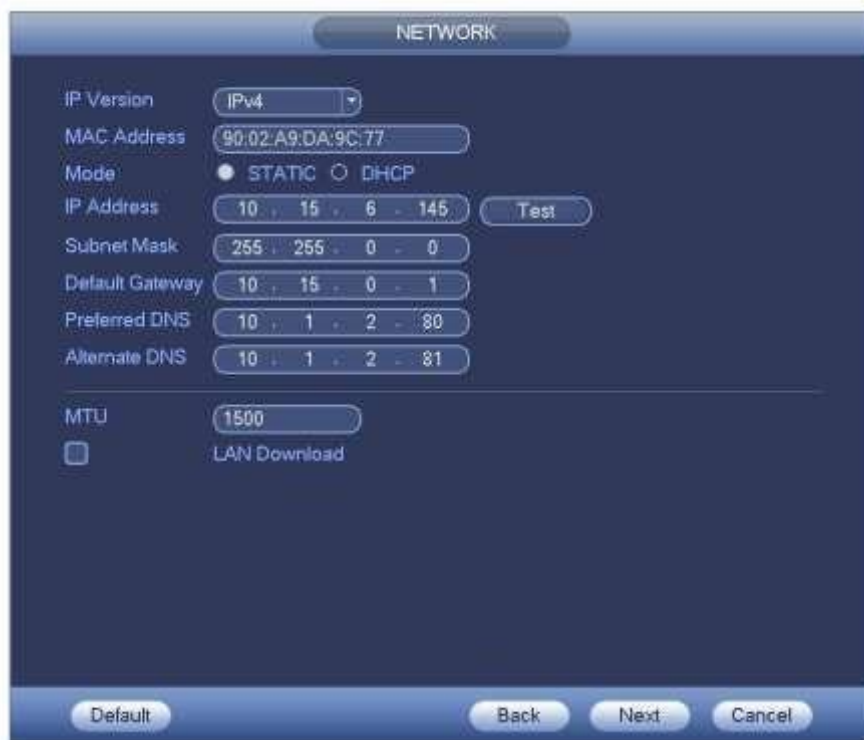 NETWORK
IP Version IPv4
MAC Address 90:02:A9:DA:9C:77
Mode STATIC DHCP
IP Address 10 . 15 . 6 . 145 Test
Subnet Mask 255 . 255 . 0 . 0
Default Gateway 10 . 15 . 0 . 1
Preferred DNS 10 . 1 . 2 . 80
Alternate DNS 10 . 1 . 2 . 81
MTU 1500
LAN Download
Default Back Next Cancel